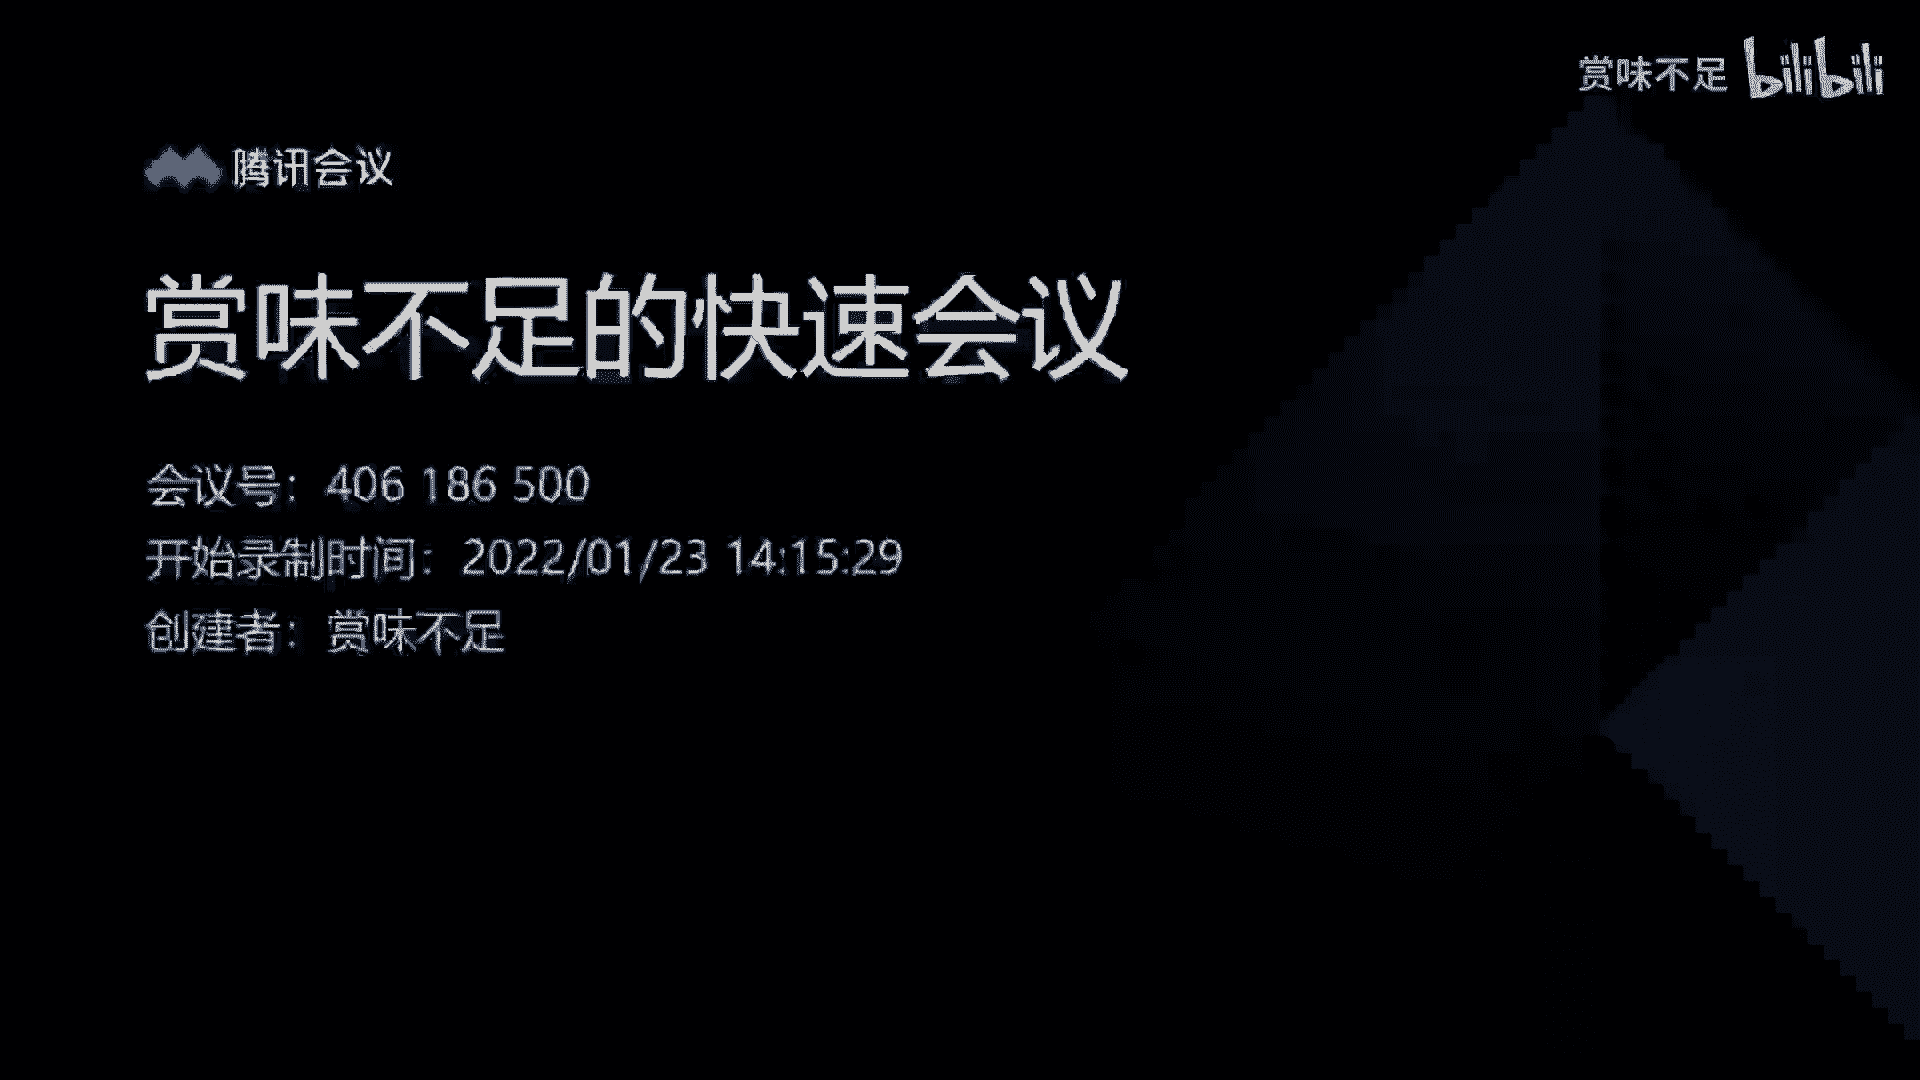 赏味不足 bilibili
腾讯会议
赏味不足的快速会议
会议号：406 186 500
开始录制时间：2022/01/23 14:15:29
创建者：赏味不足